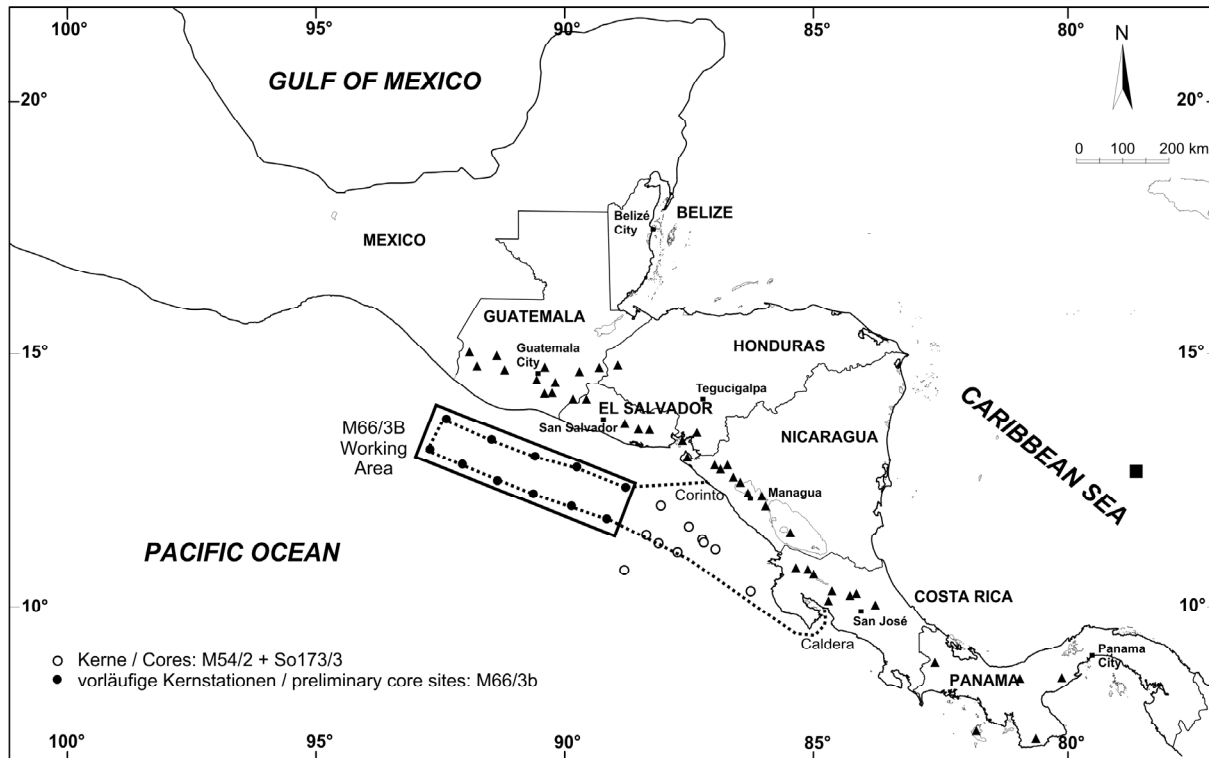 100°
95°
90°
85°
80°
N
GULF OF MEXICO
20°
20°
0 100 200 km
Belizé
City
BELIZE
MEXICO
GUATEMALA
15°
Guatemala
City
HONDURAS
15°
Tegucigalpa
EL SALVADOR
San Salvador
M66/3B
Working
Area
NICARAGUA
CARIBBEAN SEA
Corinto
Managua
PACIFIC OCEAN
10°
COSTA RICA
10°
San José
Caldera
Panama
City
PANAMA
Kerne / Cores: M54/2 + So173/3
vorläufige Kernstationen / preliminary core sites: M66/3b
100°
95°
90°
85°
80°